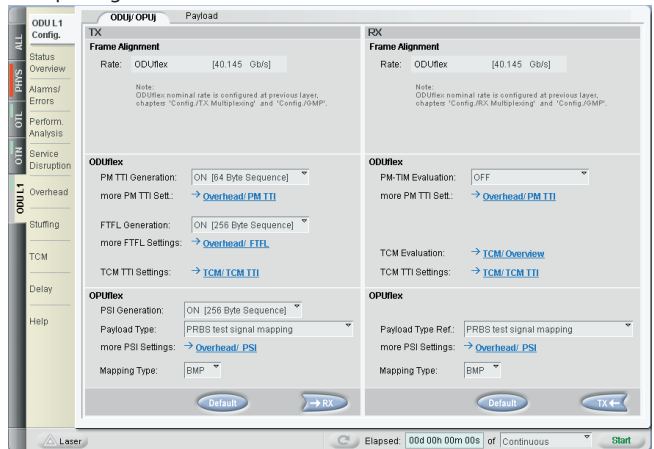 ODU L1
Config.
Status
Overview
Alarms/
Errors
Perform.
Analysis
Service
Disruption
Overhead
Stuffing
TCM
Delay
Help
ALL
PHYS
OTL
OTN
ODU L1
ODU/ OPUj
Payload
TX
Frame Alignment
Rate: ODUflex [40.145 Gb/s]
Note:
ODUflex nominal rate is configured at previous layer,
chapters 'Config./TX Multiplexing' and 'Config./GMP'.
ODUflex
PM TTI Generation: ON [64 Byte Sequence]
more PM TTI Sett.: → Overhead/ PM TTI
FTFL Generation: ON [256 Byte Sequence]
more FTFL Settings: → Overhead/ FTFL
TCM TTI Settings: → TCM/ TCM TTI
OPUflex
PSI Generation: ON [256 Byte Sequence]
Payload Type: PRBS test signal mapping
more PSI Settings: → Overhead/ PSI
Mapping Type: BMP
Default → RX
RX
Frame Alignment
Rate: ODUflex [40.145 Gb/s]
Note:
ODUflex nominal rate is configured at previous layer,
chapters 'Config./RX Multiplexing' and 'Config./GMP'.
ODUflex
PM-TIM Evaluation: OFF
more PM TTI Sett.: → Overhead/ PM TTI
TCM Evaluation: → TCM/ Overview
TCM TTI Settings: → TCM/ TCM TTI
OPUflex
Payload Type Ref.: PRBS test signal mapping
more PSI Settings: → Overhead/ PSI
Mapping Type: BMP
Default TX ←
Laser
Elapsed: 00d 00h 00m 00s of Continuous Start